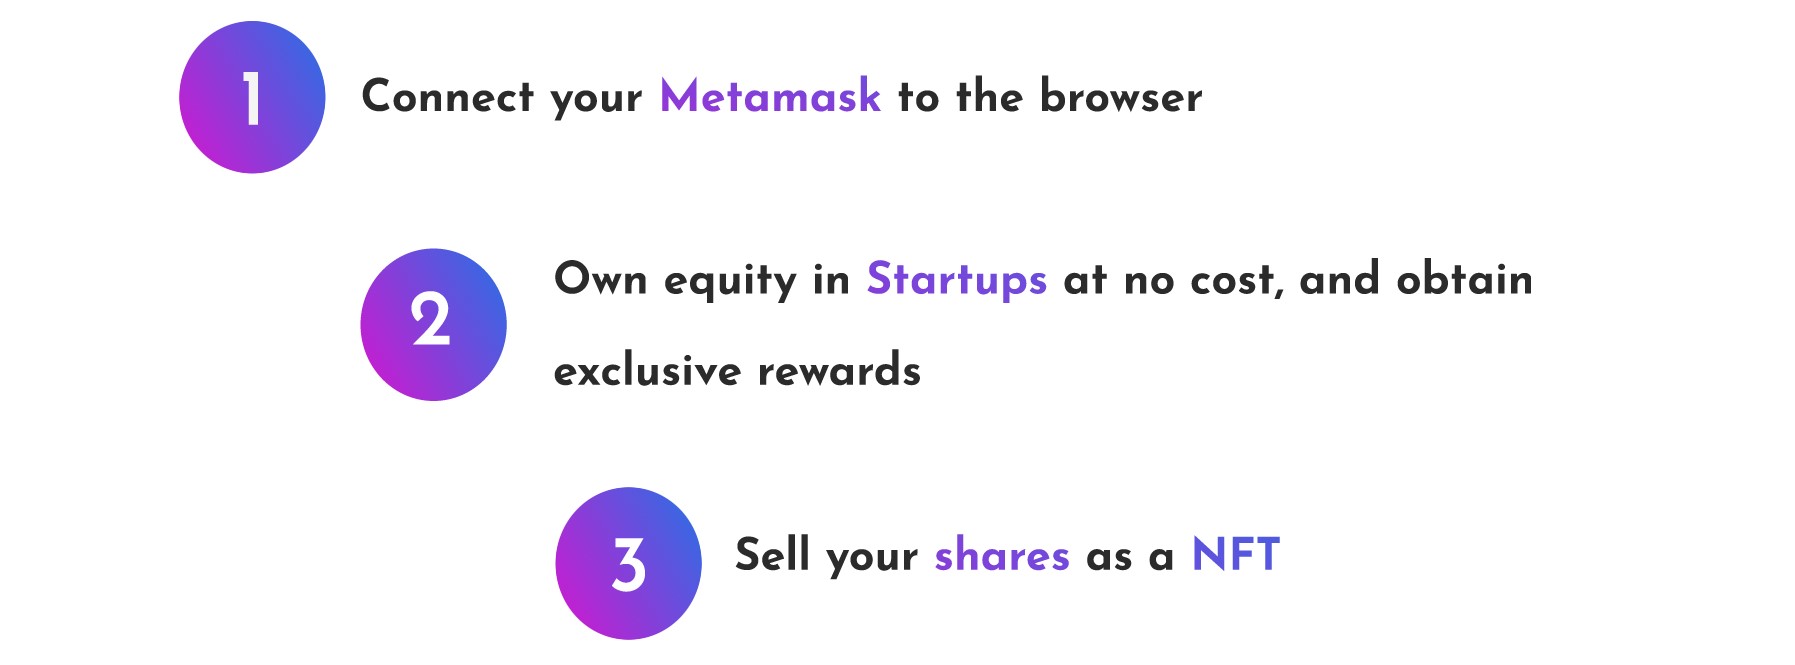 1
Connect your Metamask to the browser
2
Own equity in Startups at no cost, and obtain
exclusive rewards
3
Sell your shares as a NFT